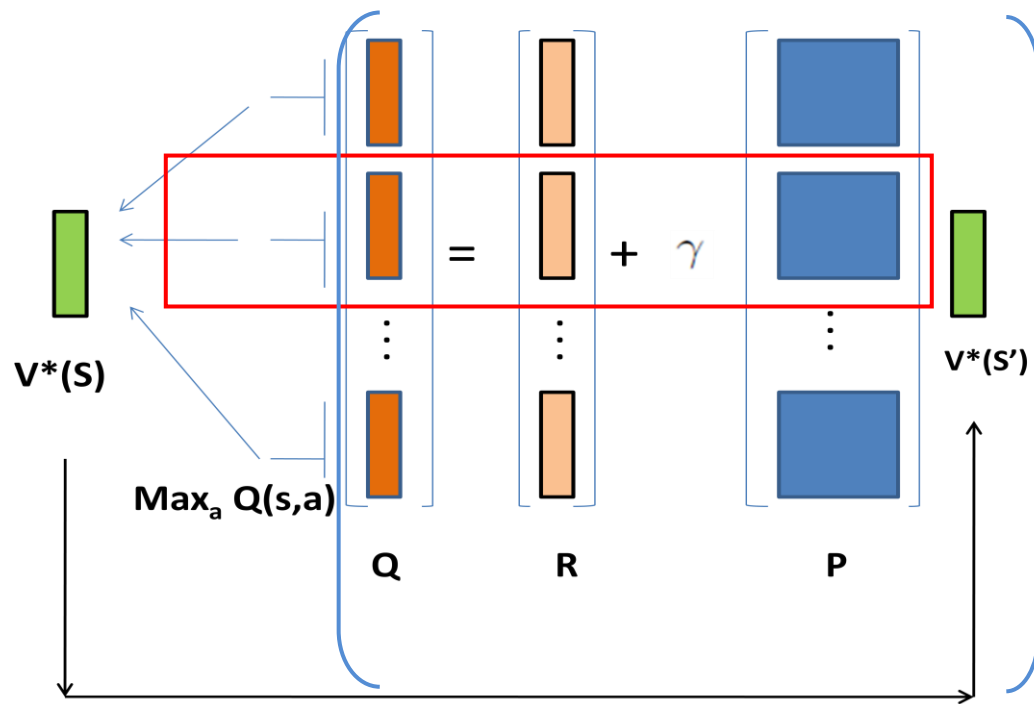 = + γ
⋮ ⋮ ⋮
V*(S) V*(S’)
Maxₐ Q(s,a)
Q R P